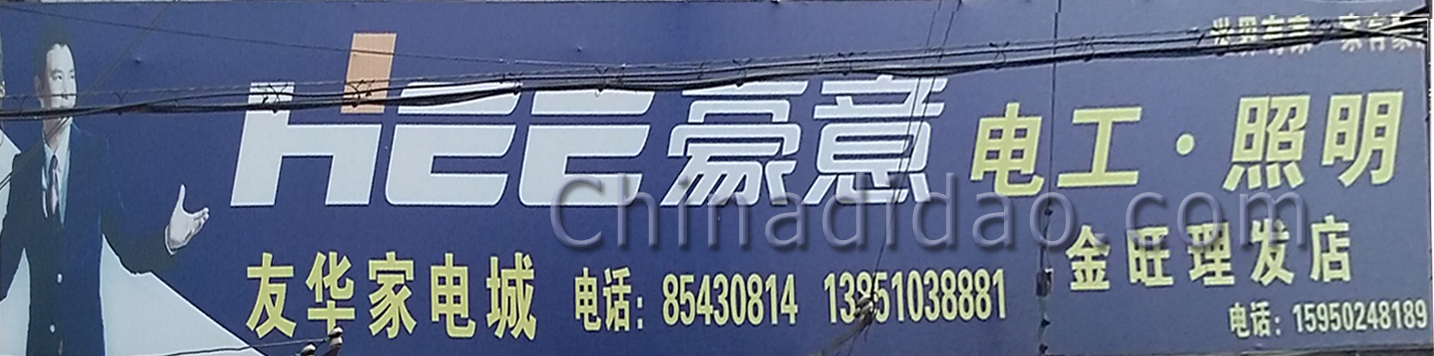 HEE豪意 电工·照明
友华家电城 电话：85430814 13851038881
金旺理发店
电话：15950248189
Chinadidao.com